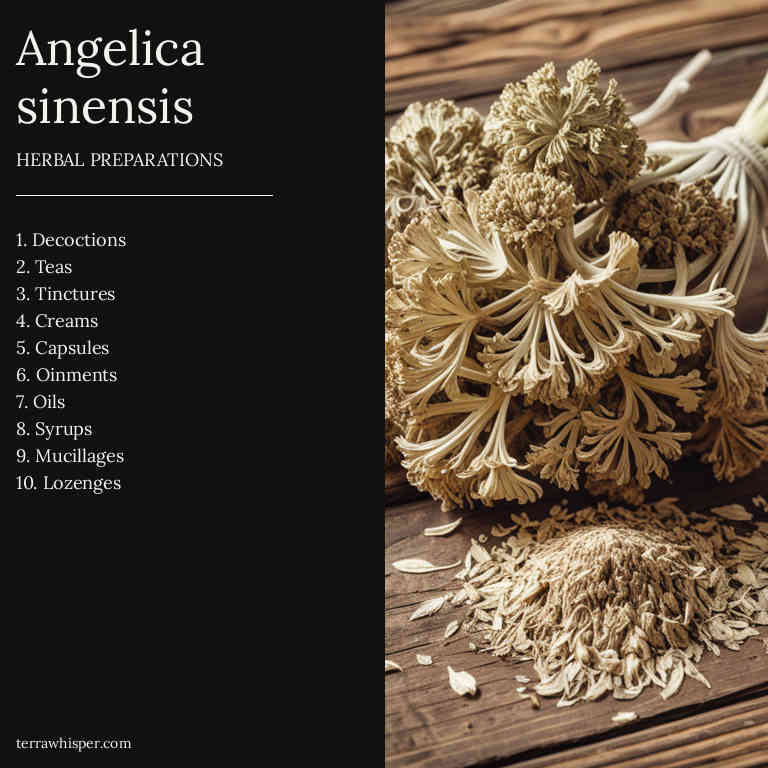 Angelica
sinensis
HERBAL PREPARATIONS
1. Decoctions
2. Teas
3. Tinctures
4. Creams
5. Capsules
6. Oinments
7. Oils
8. Syrups
9. Mucillages
10. Lozenges
terrawhisper.com